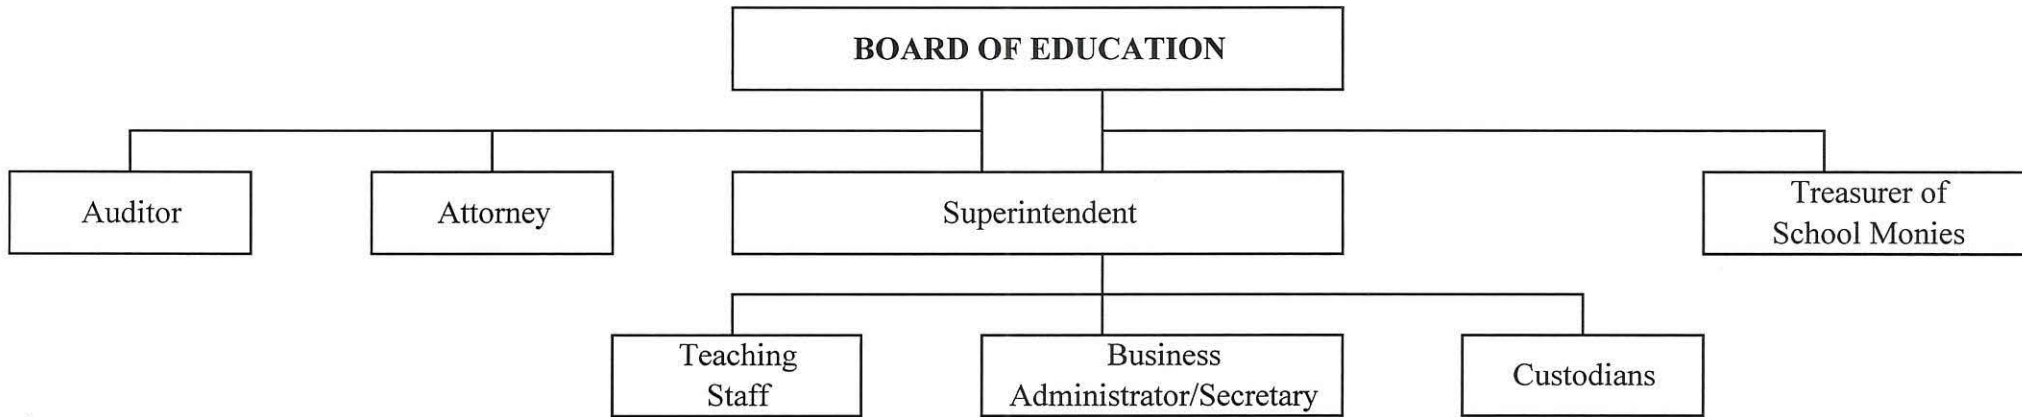 BOARD OF EDUCATION
Auditor
Attorney
Superintendent
Treasurer of
School Monies
Teaching
Staff
Business
Administrator/Secretary
Custodians